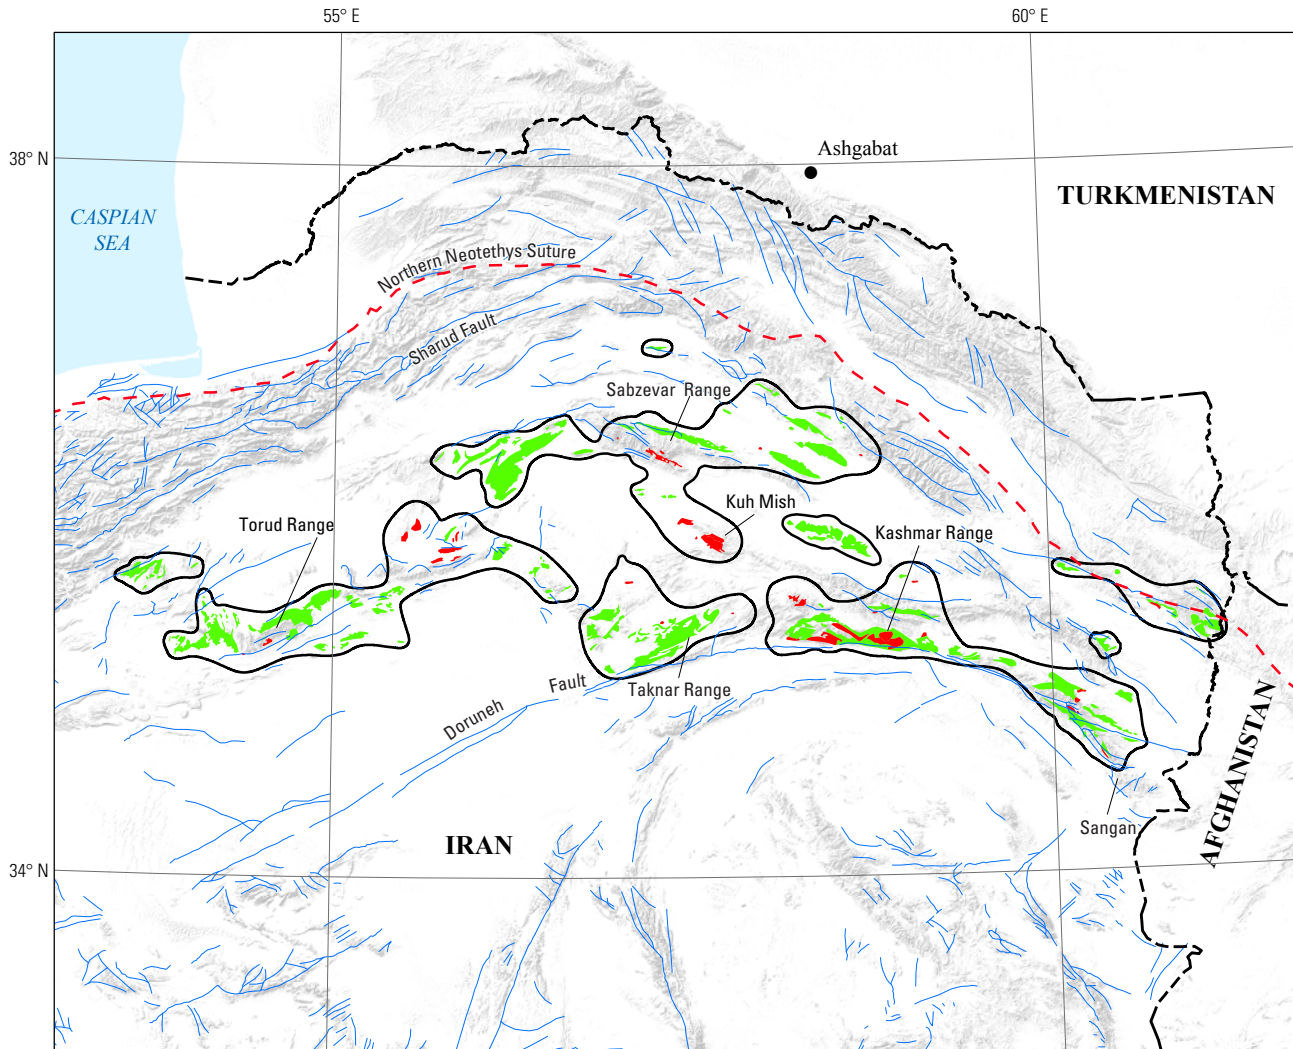 55° E
60° E
38° N
Ashgabat
TURKMENISTAN
CASPIAN
SEA
Northern Neotethys Suture
Sharud Fault
Sabzevar Range
Kuh Mish
Torud Range
Kashmar Range
Taknar Range
Doruneh
Fault
Sangan
AFGHANISTAN
IRAN
34° N